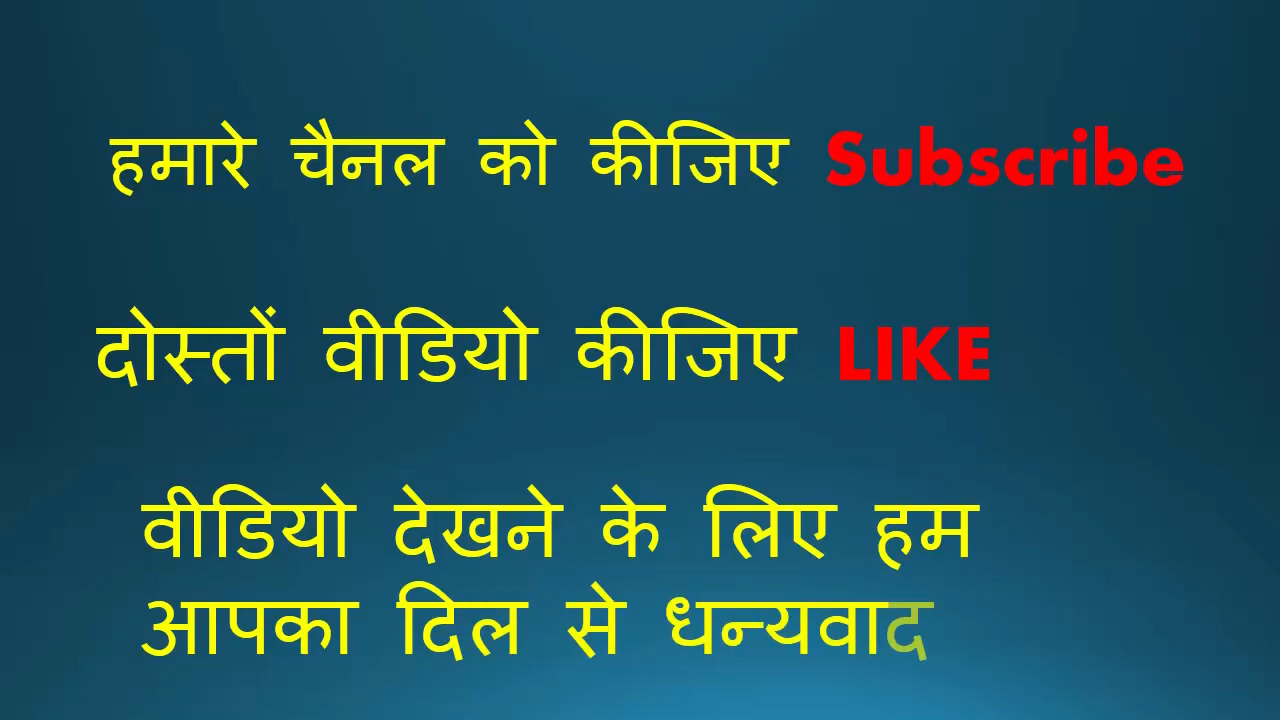 हमारे चैनल को कीजिए Subscribe
दोस्तों वीडियो कीजिए LIKE
वीडियो देखने के लिए हम
आपका दिल से धन्यवाद